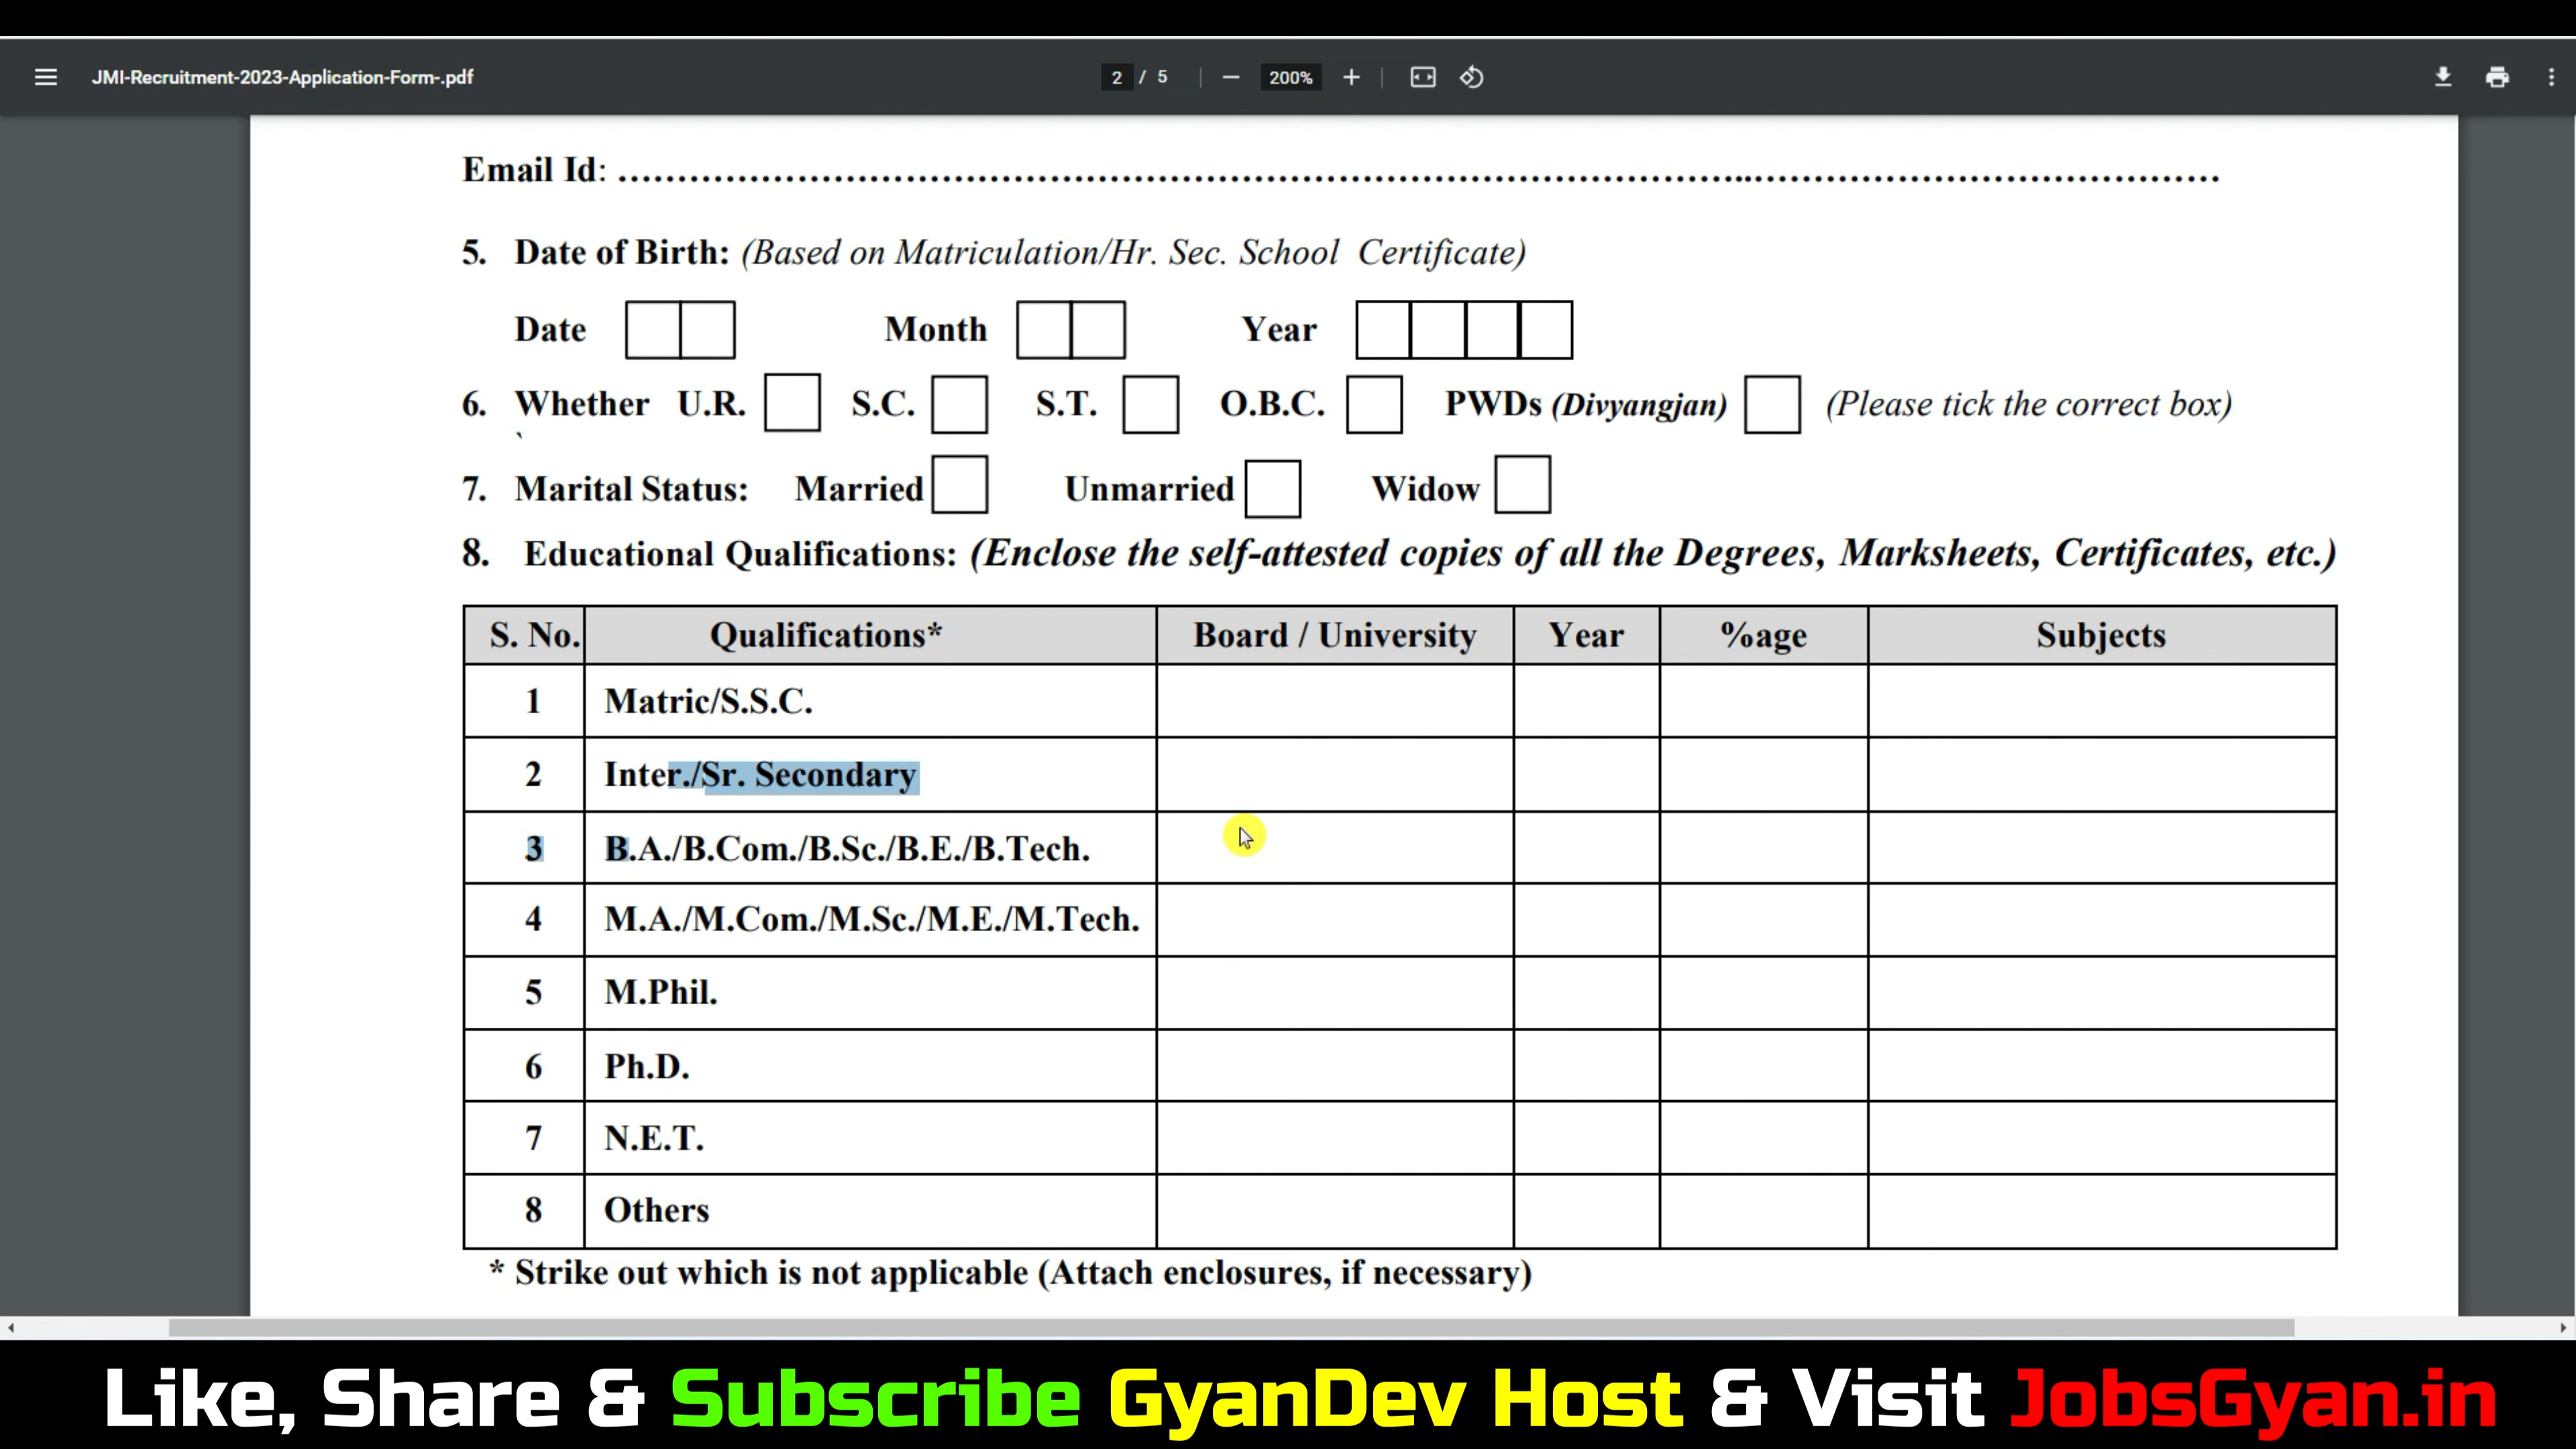 JMI-Recruitment-2023-Application-Form-.pdf 2 / 5 200%
Email Id: ................................................................................................
5. Date of Birth: (Based on Matriculation/Hr. Sec. School Certificate)
Date Month Year
6. Whether U.R. S.C. S.T. O.B.C. PWDs (Divyangjan) (Please tick the correct box)
`
7. Marital Status: Married Unmarried Widow
8. Educational Qualifications: (Enclose the self-attested copies of all the Degrees, Marksheets, Certificates, etc.)
S. No. Qualifications* Board / University Year %age Subjects
1 Matric/S.S.C.
2 Inter./Sr. Secondary
3 B.A./B.Com./B.Sc./B.E./B.Tech.
4 M.A./M.Com./M.Sc./M.E./M.Tech.
5 M.Phil.
6 Ph.D.
7 N.E.T.
8 Others
* Strike out which is not applicable (Attach enclosures, if necessary)
Like, Share & Subscribe GyanDev Host & Visit JobsGyan.in